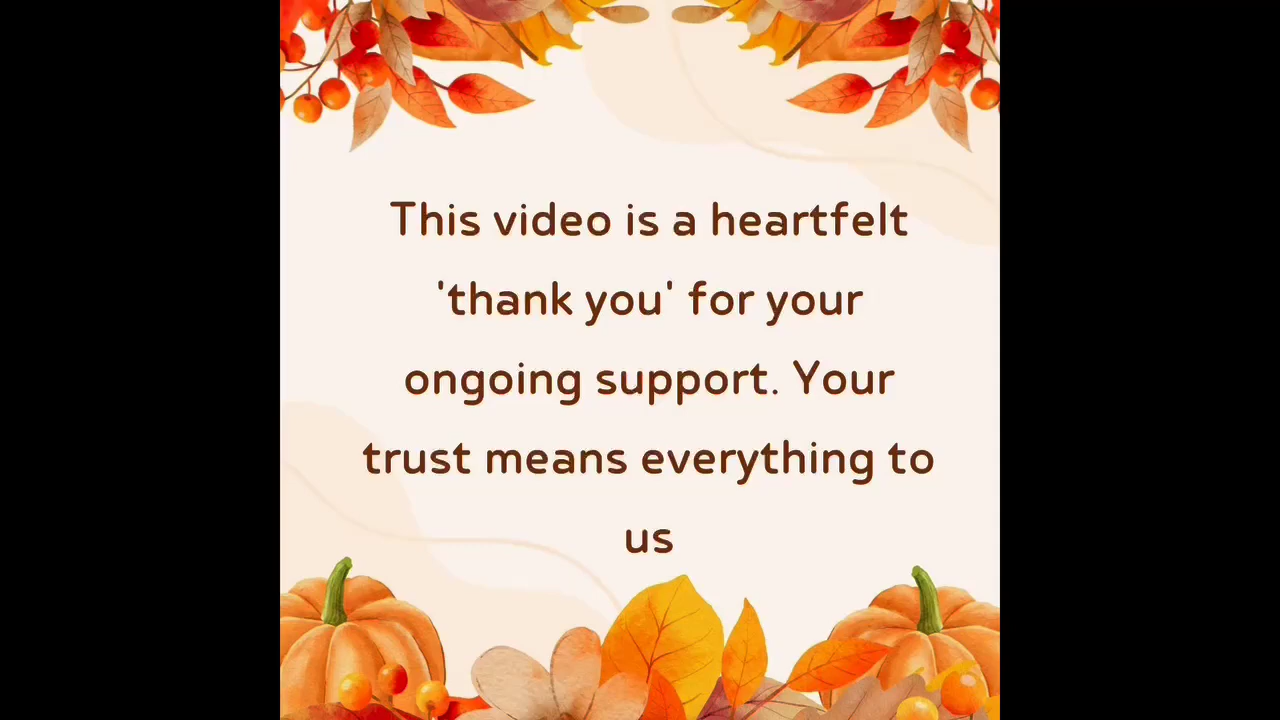 This video is a heartfelt
'thank you' for your
ongoing support. Your
trust means everything to
us